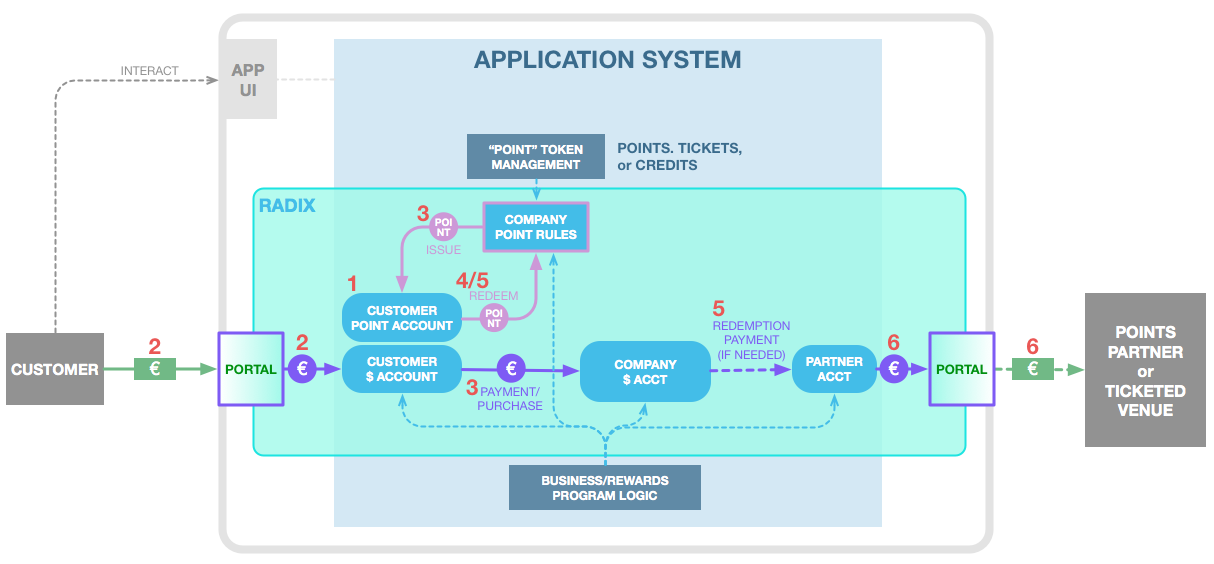 APPLICATION SYSTEM
INTERACT
APP
UI
“POINT” TOKEN
MANAGEMENT
POINTS. TICKETS,
or CREDITS
RADIX
3
POI
NT
ISSUE
COMPANY
POINT RULES
1
CUSTOMER
POINT ACCOUNT
4/5
REDEEM
POI
NT
CUSTOMER
2
€
PORTAL
2
€
CUSTOMER
$ ACCOUNT
€
3
PAYMENT/
PURCHASE
COMPANY
$ ACCT
5
REDEMPTION
PAYMENT
(IF NEEDED)
PARTNER
ACCT
6
€
PORTAL
6
€
POINTS
PARTNER
or
TICKETED
VENUE
BUSINESS/REWARDS
PROGRAM LOGIC